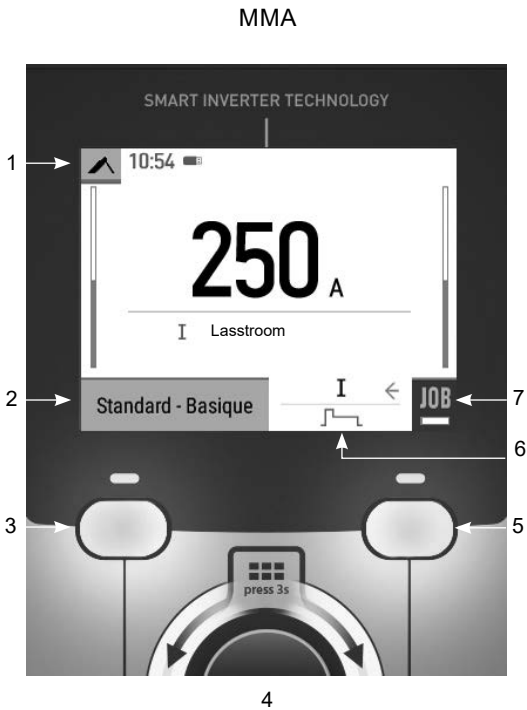 MMA
SMART INVERTER TECHNOLOGY
1
10:54
250 A
I Lasstroom
2
Standard - Basique
I
JOB
7
6
3
5
press 3s
4